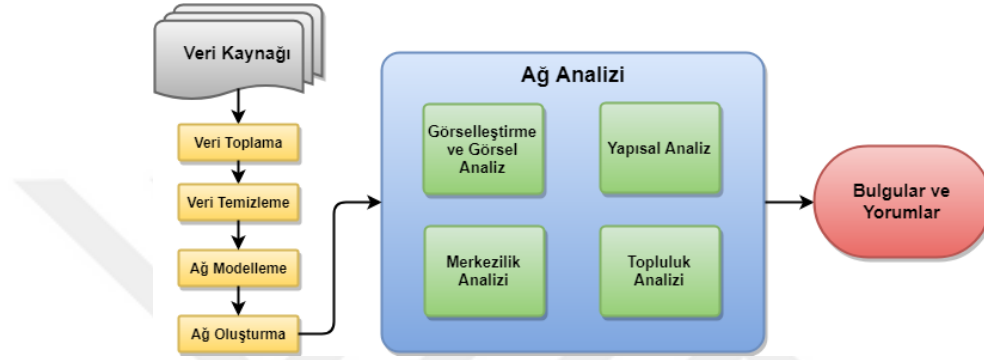 Veri Kaynağı
Veri Toplama
Veri Temizleme
Ağ Modelleme
Ağ Oluşturma
Ağ Analizi
Görselleştirme
ve Görsel
Analiz
Yapısal Analiz
Merkezilik
Analizi
Topluluk
Analizi
Bulgular ve
Yorumlar